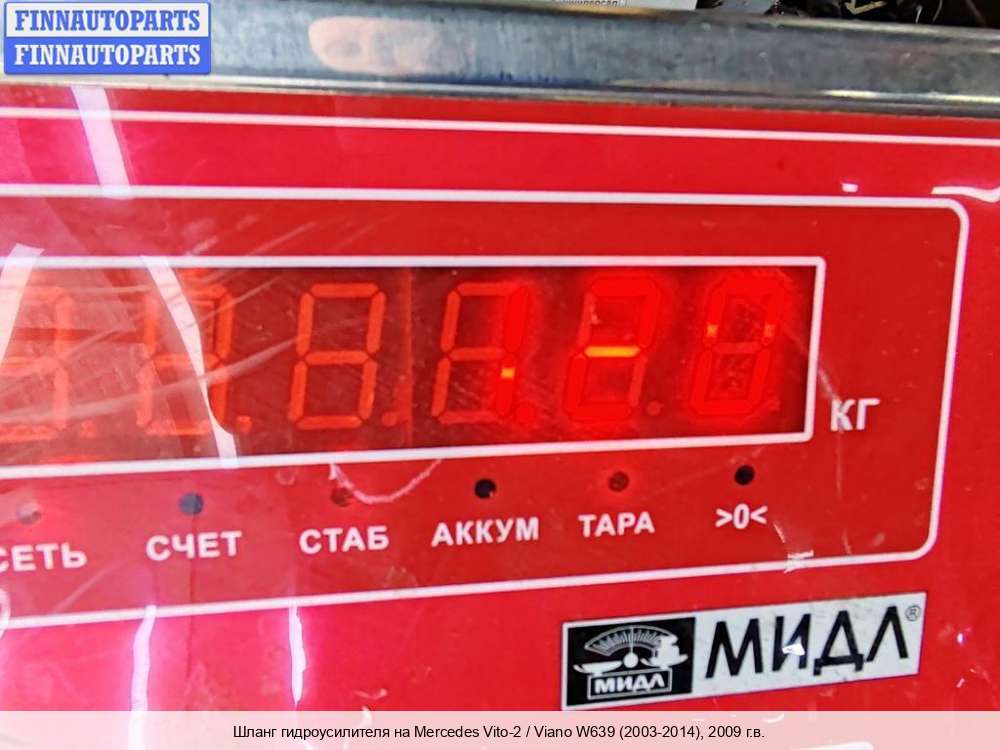 FINNAUTOPARTS
FINNAUTOPARTS
КГ
СЕТЬ СЧЕТ СТАБ АККУМ ТАРА >0<
МИДЛ МИДЛ®
Шланг гидроусилителя на Mercedes Vito-2 / Viano W639 (2003-2014), 2009 г.в.